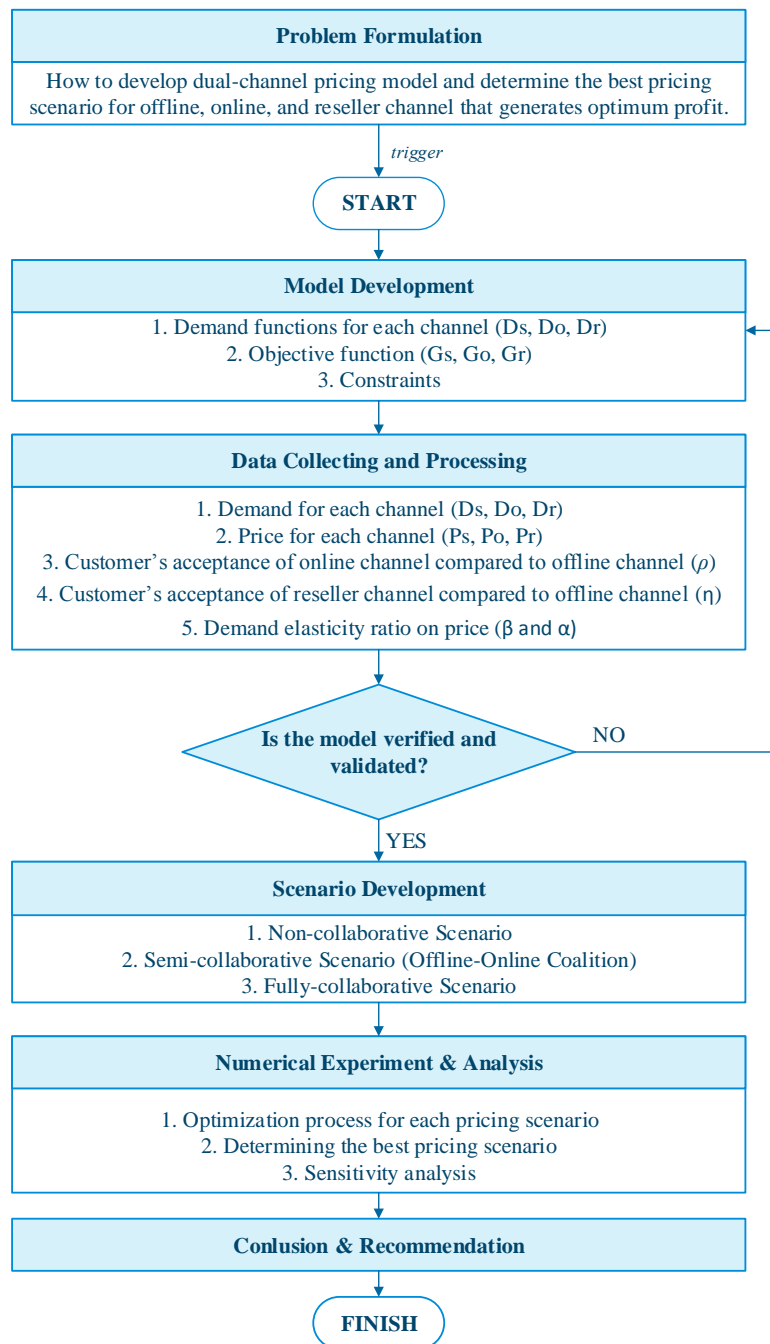 Problem Formulation
How to develop dual-channel pricing model and determine the best pricing
scenario for offline, online, and reseller channel that generates optimum profit.
trigger
START
Model Development
1. Demand functions for each channel (Ds, Do, Dr)
2. Objective function (Gs, Go, Gr)
3. Constraints
Data Collecting and Processing
1. Demand for each channel (Ds, Do, Dr)
2. Price for each channel (Ps, Po, Pr)
3. Customer’s acceptance of online channel compared to offline channel (ρ)
4. Customer’s acceptance of reseller channel compared to offline channel (η)
5. Demand elasticity ratio on price (β and α)
Is the model verified and
validated?
NO
YES
Scenario Development
1. Non-collaborative Scenario
2. Semi-collaborative Scenario (Offline-Online Coalition)
3. Fully-collaborative Scenario
Numerical Experiment & Analysis
1. Optimization process for each pricing scenario
2. Determining the best pricing scenario
3. Sensitivity analysis
Conlusion & Recommendation
FINISH